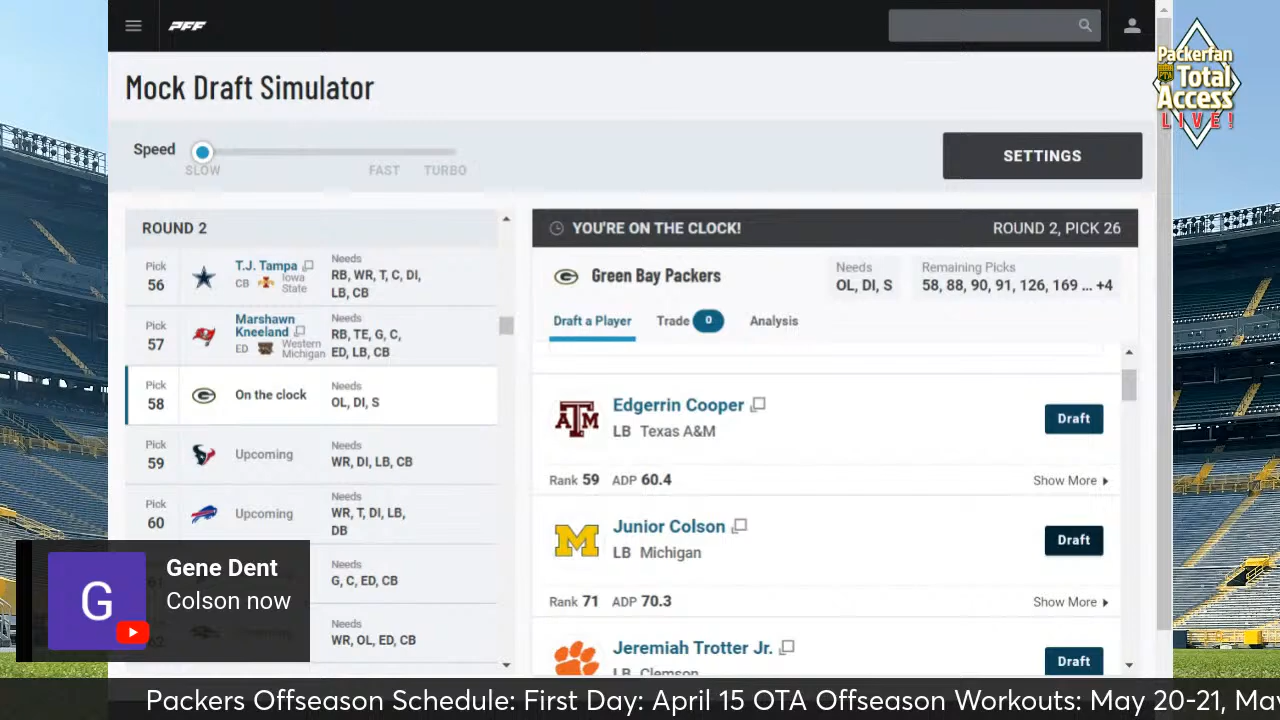 PFF
Packerfan
PTA
Total
Access
LIVE!
Mock Draft Simulator
Speed
SLOW
FAST
TURBO
SETTINGS
ROUND 2
Pick
56
T.J. Tampa
CB
Iowa
State
Needs
RB, WR, T, C, DI,
LB, CB
Pick
57
Marshawn
Kneeland
ED
Western
Michigan
Needs
RB, TE, G, C,
ED, LB, CB
Pick
58
On the clock
Needs
OL, DI, S
Pick
59
Upcoming
Needs
WR, DI, LB, CB
Pick
60
Upcoming
Needs
WR, T, DI, LB,
DB
Needs
G, C, ED, CB
62
Needs
WR, OL, ED, CB
YOU'RE ON THE CLOCK!
ROUND 2, PICK 26
Green Bay Packers
Needs
OL, DI, S
Remaining Picks
58, 88, 90, 91, 126, 169 ... +4
Draft a Player
Trade
0
Analysis
Edgerrin Cooper
LB Texas A&M
Draft
Rank 59 ADP 60.4
Show More
Junior Colson
LB Michigan
Draft
Rank 71 ADP 70.3
Show More
Jeremiah Trotter Jr.
LB Clemson
Draft
G
Gene Dent
Colson now
Packers Offseason Schedule: First Day: April 15 OTA Offseason Workouts: May 20-21, May